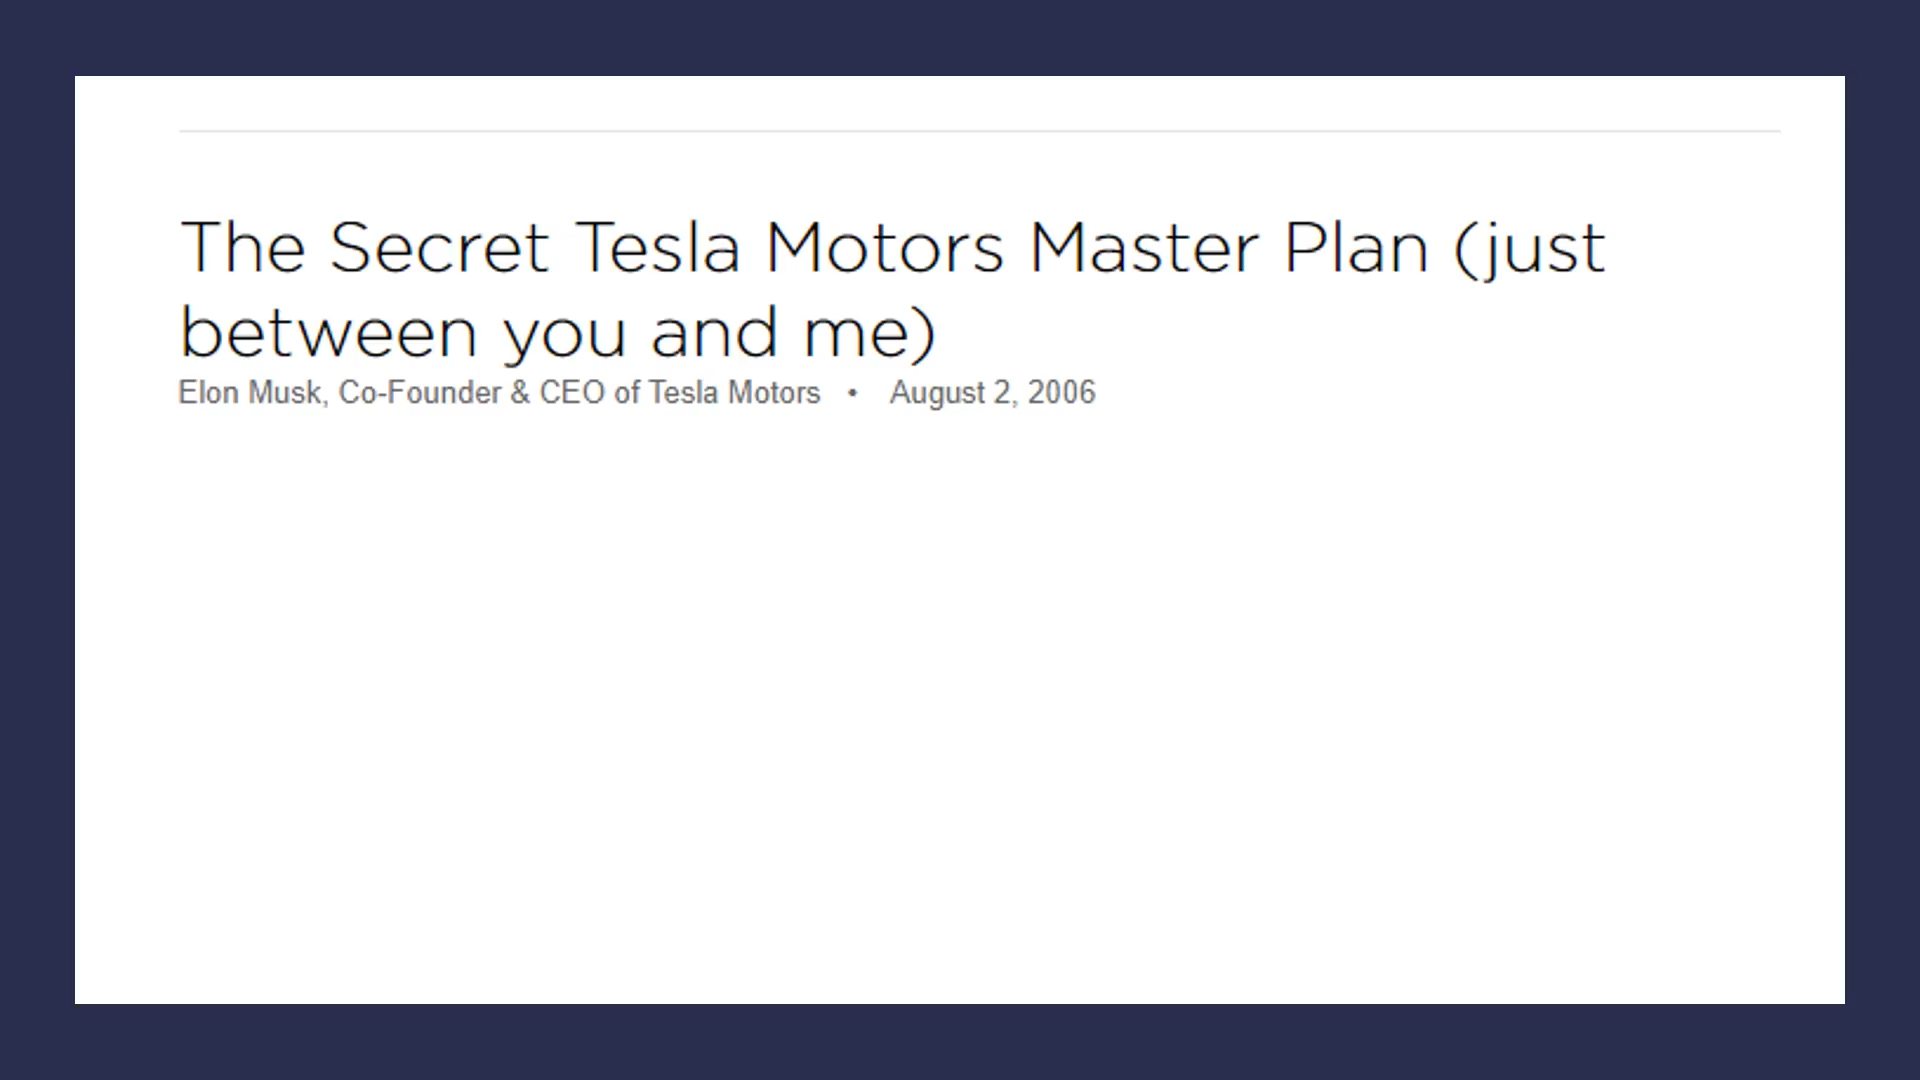 The Secret Tesla Motors Master Plan (just
between you and me)
Elon Musk, Co-Founder & CEO of Tesla Motors • August 2, 2006